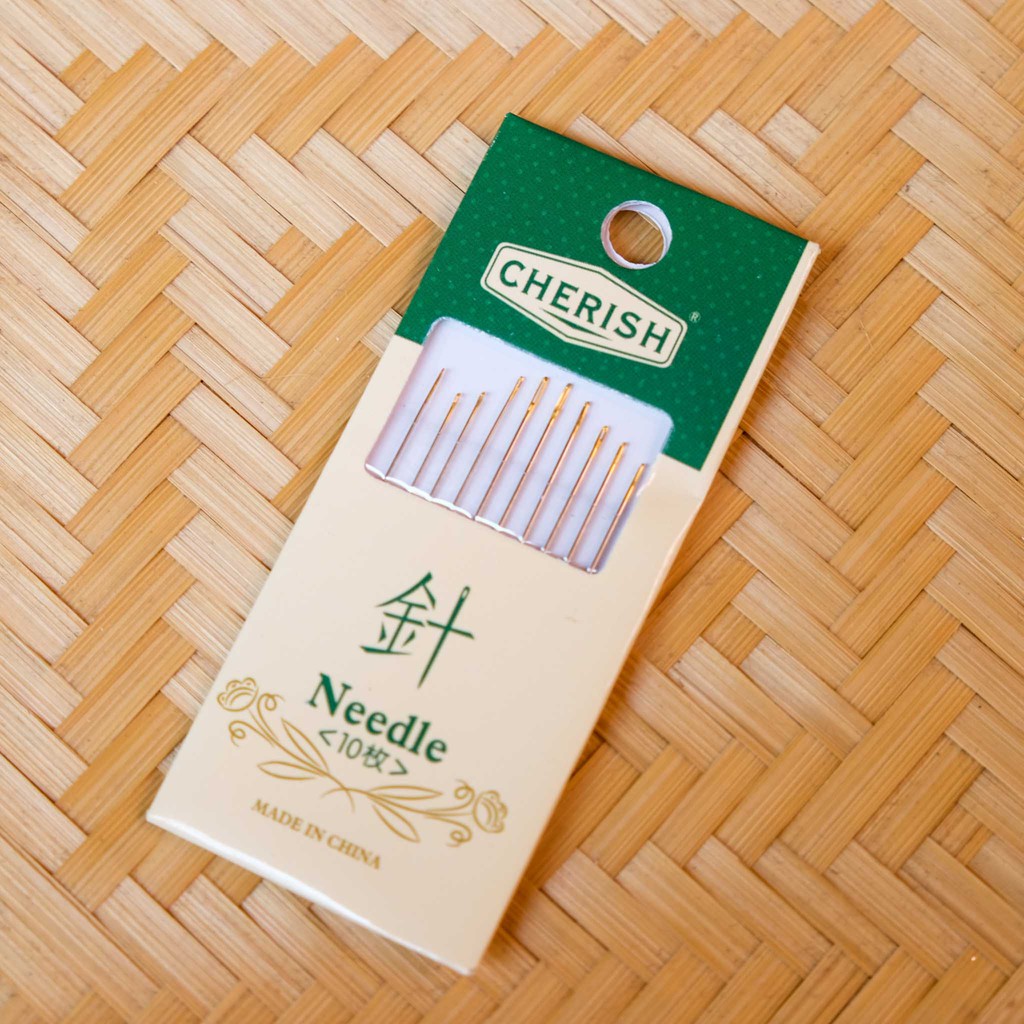 CHERISH®
針
Needle
<10枚>
MADE IN CHINA